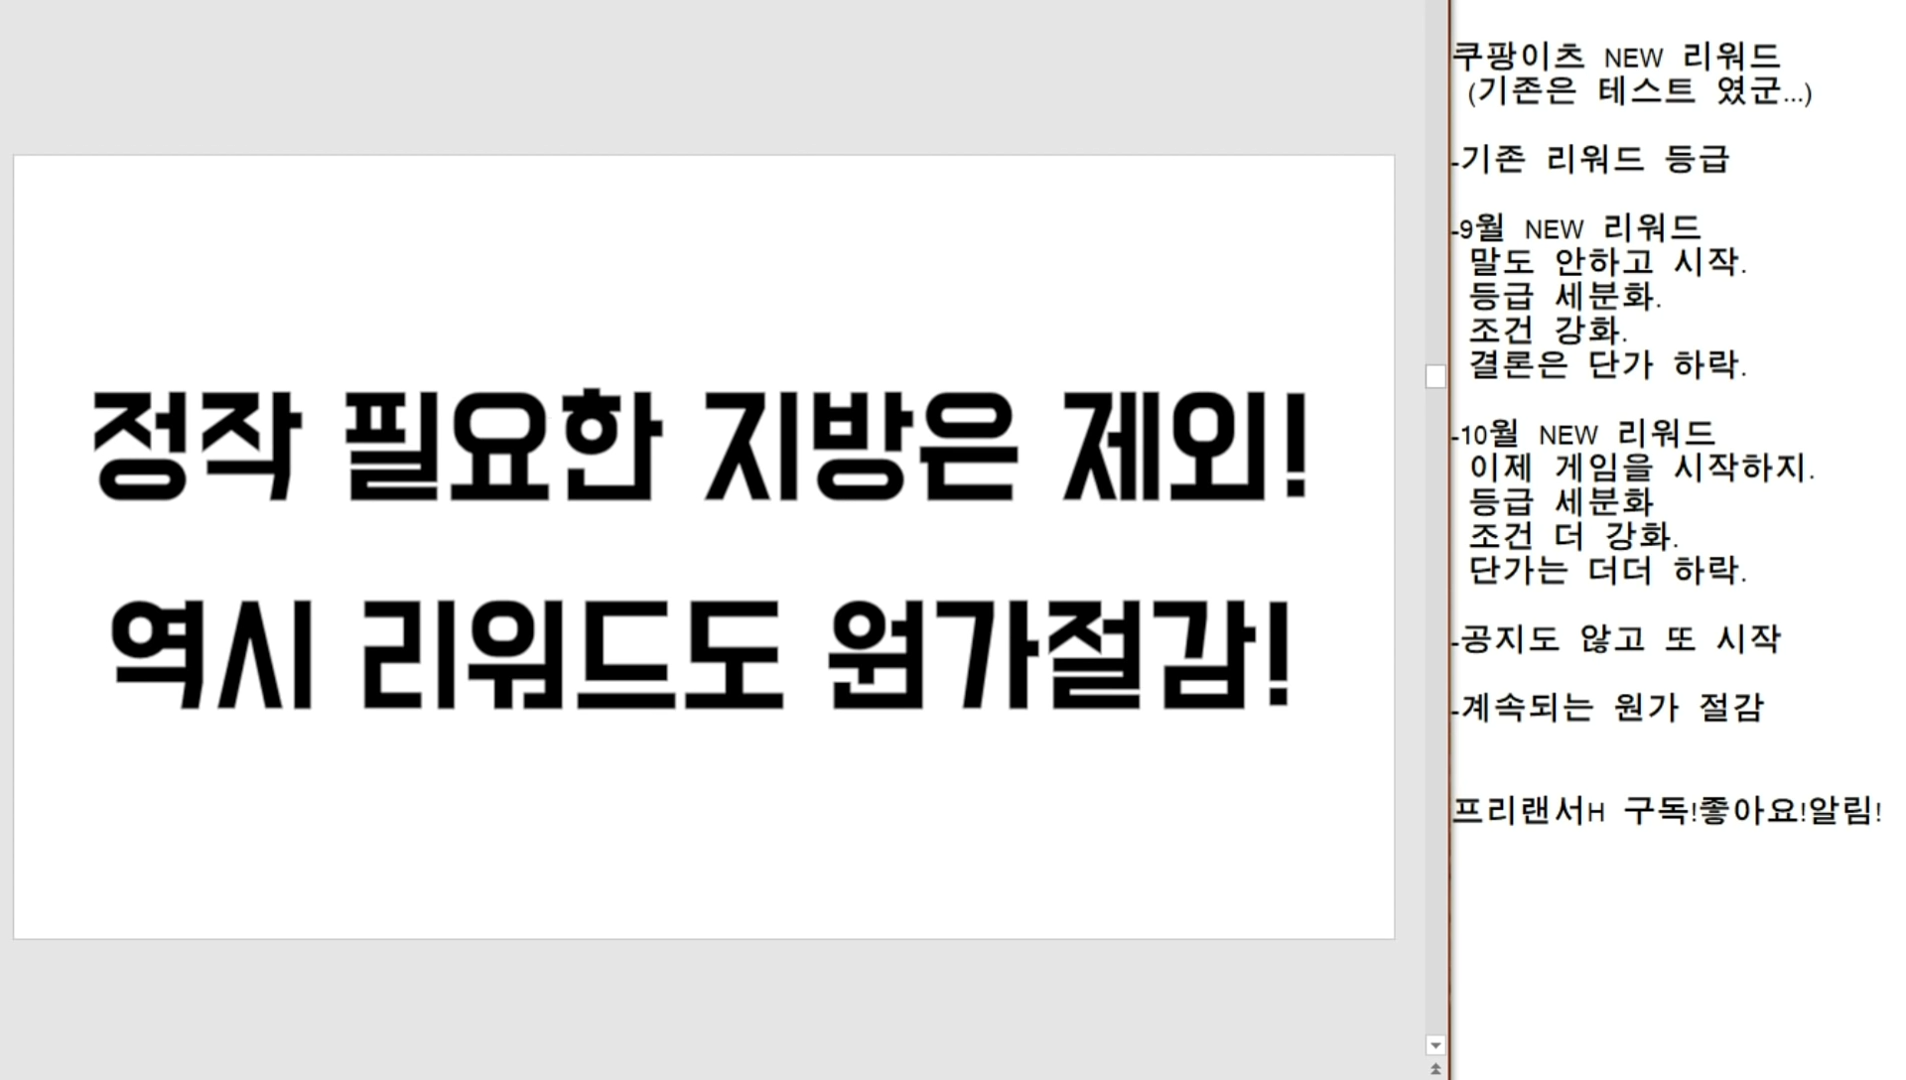 정작 필요한 지방은 제외!
역시 리워드도 원가절감!
쿠팡이츠 NEW 리워드
(기존은 테스트 였군...)
-기존 리워드 등급
-9월 NEW 리워드
말도 안하고 시작.
등급 세분화.
조건 강화.
결론은 단가 하락.
-10월 NEW 리워드
이제 게임을 시작하지.
등급 세분화
조건 더 강화.
단가는 더더 하락.
-공지도 않고 또 시작
-계속되는 원가 절감
프리랜서H 구독!좋아요!알림!